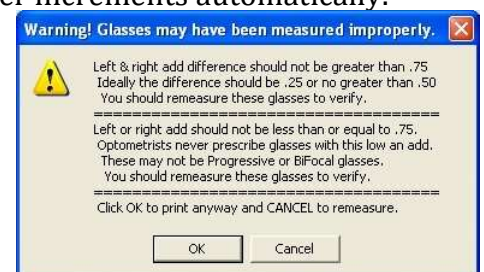 er increments automatically.
Warning! Glasses may have been measured improperly.
Left & right add difference should not be greater than .75
Ideally the difference should be .25 or no greater than .50
You should remeasure these glasses to verify.
========================================
Left or right add should not be less than or equal to .75.
Optometrists never prescribe glasses with this low an add.
These may not be Progressive or BiFocal glasses.
You should remeasure these glasses to verify.
========================================
Click OK to print anyway and CANCEL to remeasure.
OK
Cancel